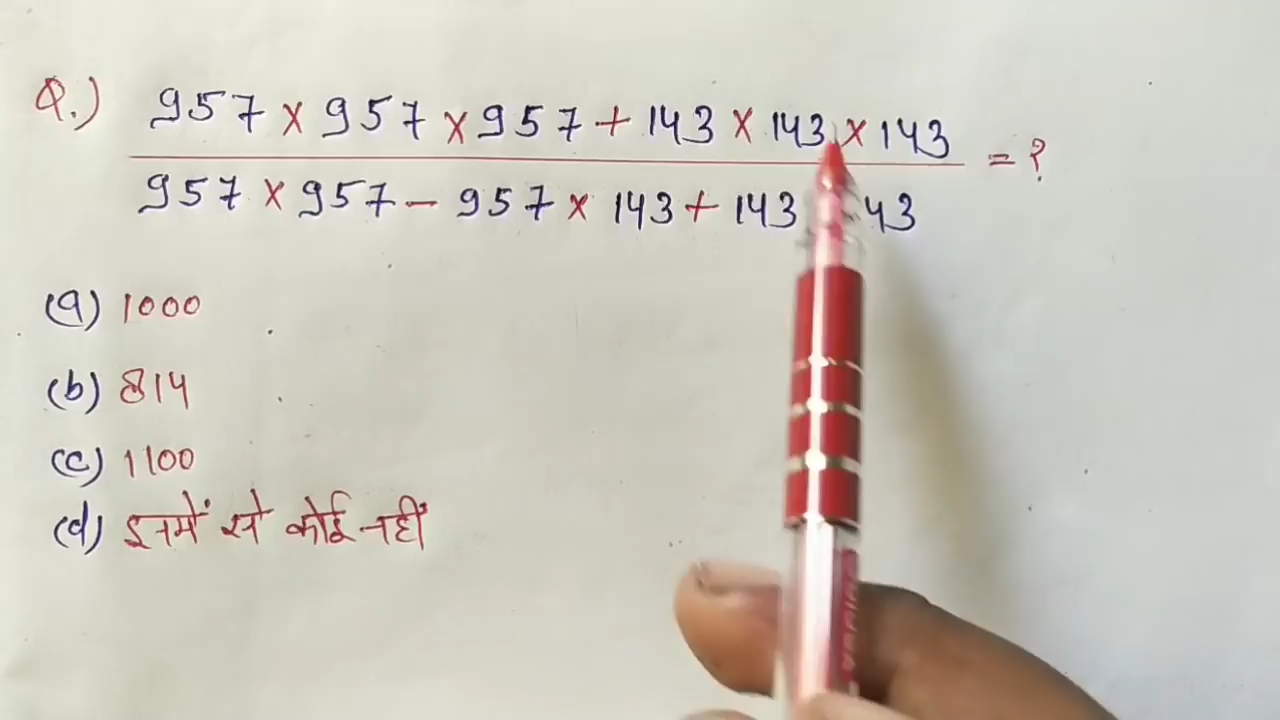 Q.) 957 × 957 × 957 + 143 × 143 × 143
957 × 957 - 957 × 143 + 143 43 = ?
(a) 1000
(b) 814
(c) 1100
(d) इनमें से कोई नहीं